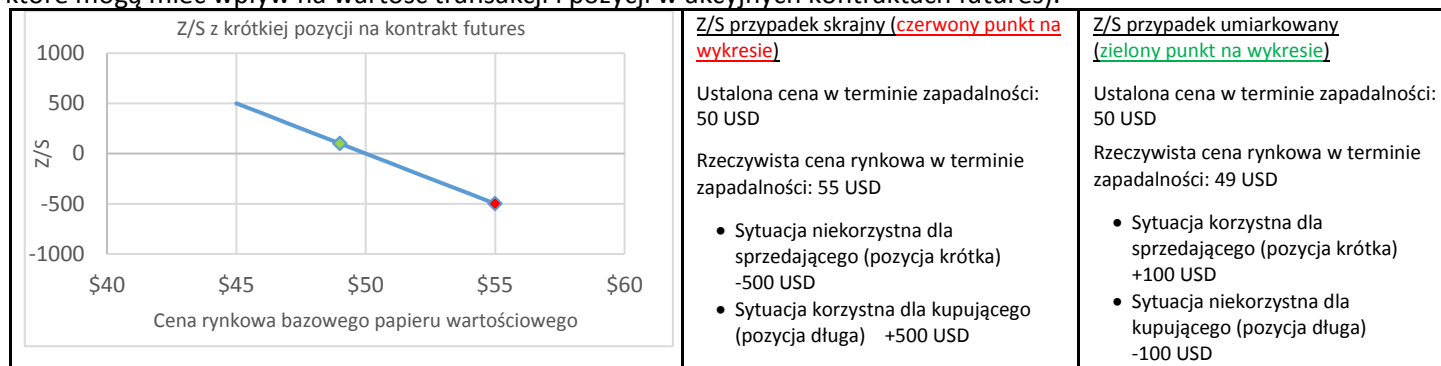 które mogą mieć wpływ na wartość transakcji i pozycji w akcyjnych kontraktach futures).
Z/S z krótkiej pozycji na kontrakt futures
1000
500
0
-500
-1000
Z/S
$40
$45
$50
$55
$60
Cena rynkowa bazowego papieru wartościowego
Z/S przypadek skrajny (czerwony punkt na
wykresie)
Ustalona cena w terminie zapadalności:
50 USD
Rzeczywista cena rynkowa w terminie
zapadalności: 55 USD
• Sytuacja niekorzystna dla
sprzedającego (pozycja krótka)
-500 USD
• Sytuacja korzystna dla kupującego
(pozycja długa) +500 USD
Z/S przypadek umiarkowany
(zielony punkt na wykresie)
Ustalona cena w terminie zapadalności:
50 USD
Rzeczywista cena rynkowa w terminie
zapadalności: 49 USD
• Sytuacja korzystna dla
sprzedającego (pozycja krótka)
+100 USD
• Sytuacja niekorzystna dla
kupującego (pozycja długa)
-100 USD